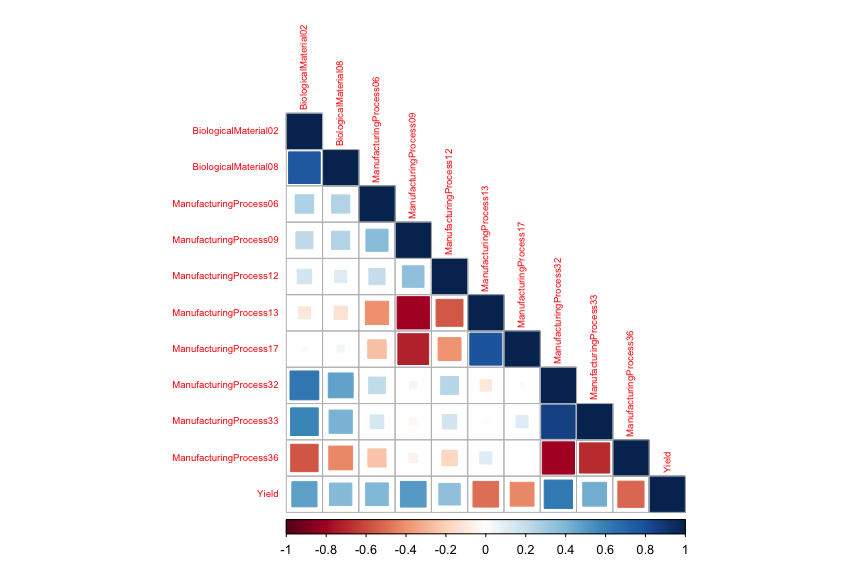 BiologicalMaterial02
BiologicalMaterial08
ManufacturingProcess06
ManufacturingProcess09
ManufacturingProcess12
ManufacturingProcess13
ManufacturingProcess17
ManufacturingProcess32
ManufacturingProcess33
ManufacturingProcess36
Yield
BiologicalMaterial02
BiologicalMaterial08
ManufacturingProcess06
ManufacturingProcess09
ManufacturingProcess12
ManufacturingProcess13
ManufacturingProcess17
ManufacturingProcess32
ManufacturingProcess33
ManufacturingProcess36
Yield
-1 -0.8 -0.6 -0.4 -0.2 0 0.2 0.4 0.6 0.8 1